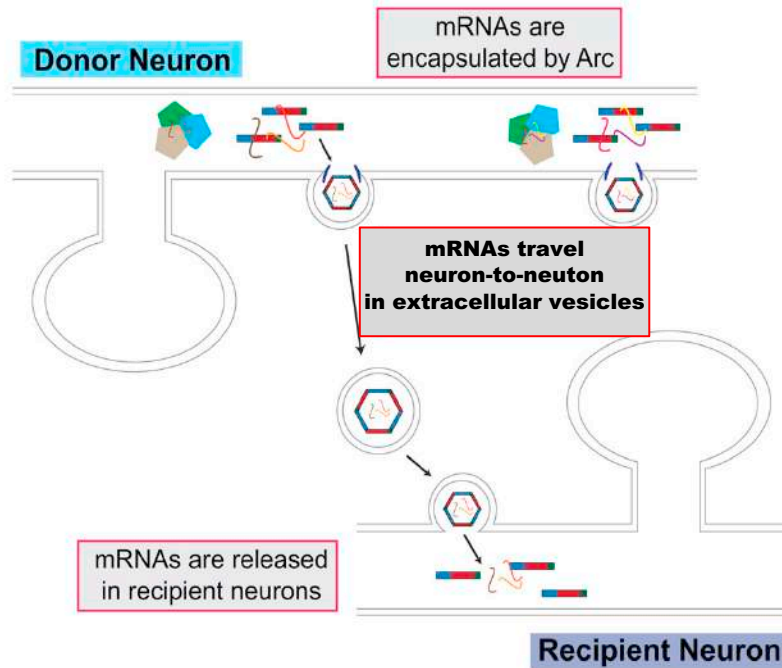 Donor Neuron
mRNAs are
encapsulated by Arc
mRNAs travel
neuron-to-neuton
in extracellular vesicles
mRNAs are released
in recipient neurons
Recipient Neuron